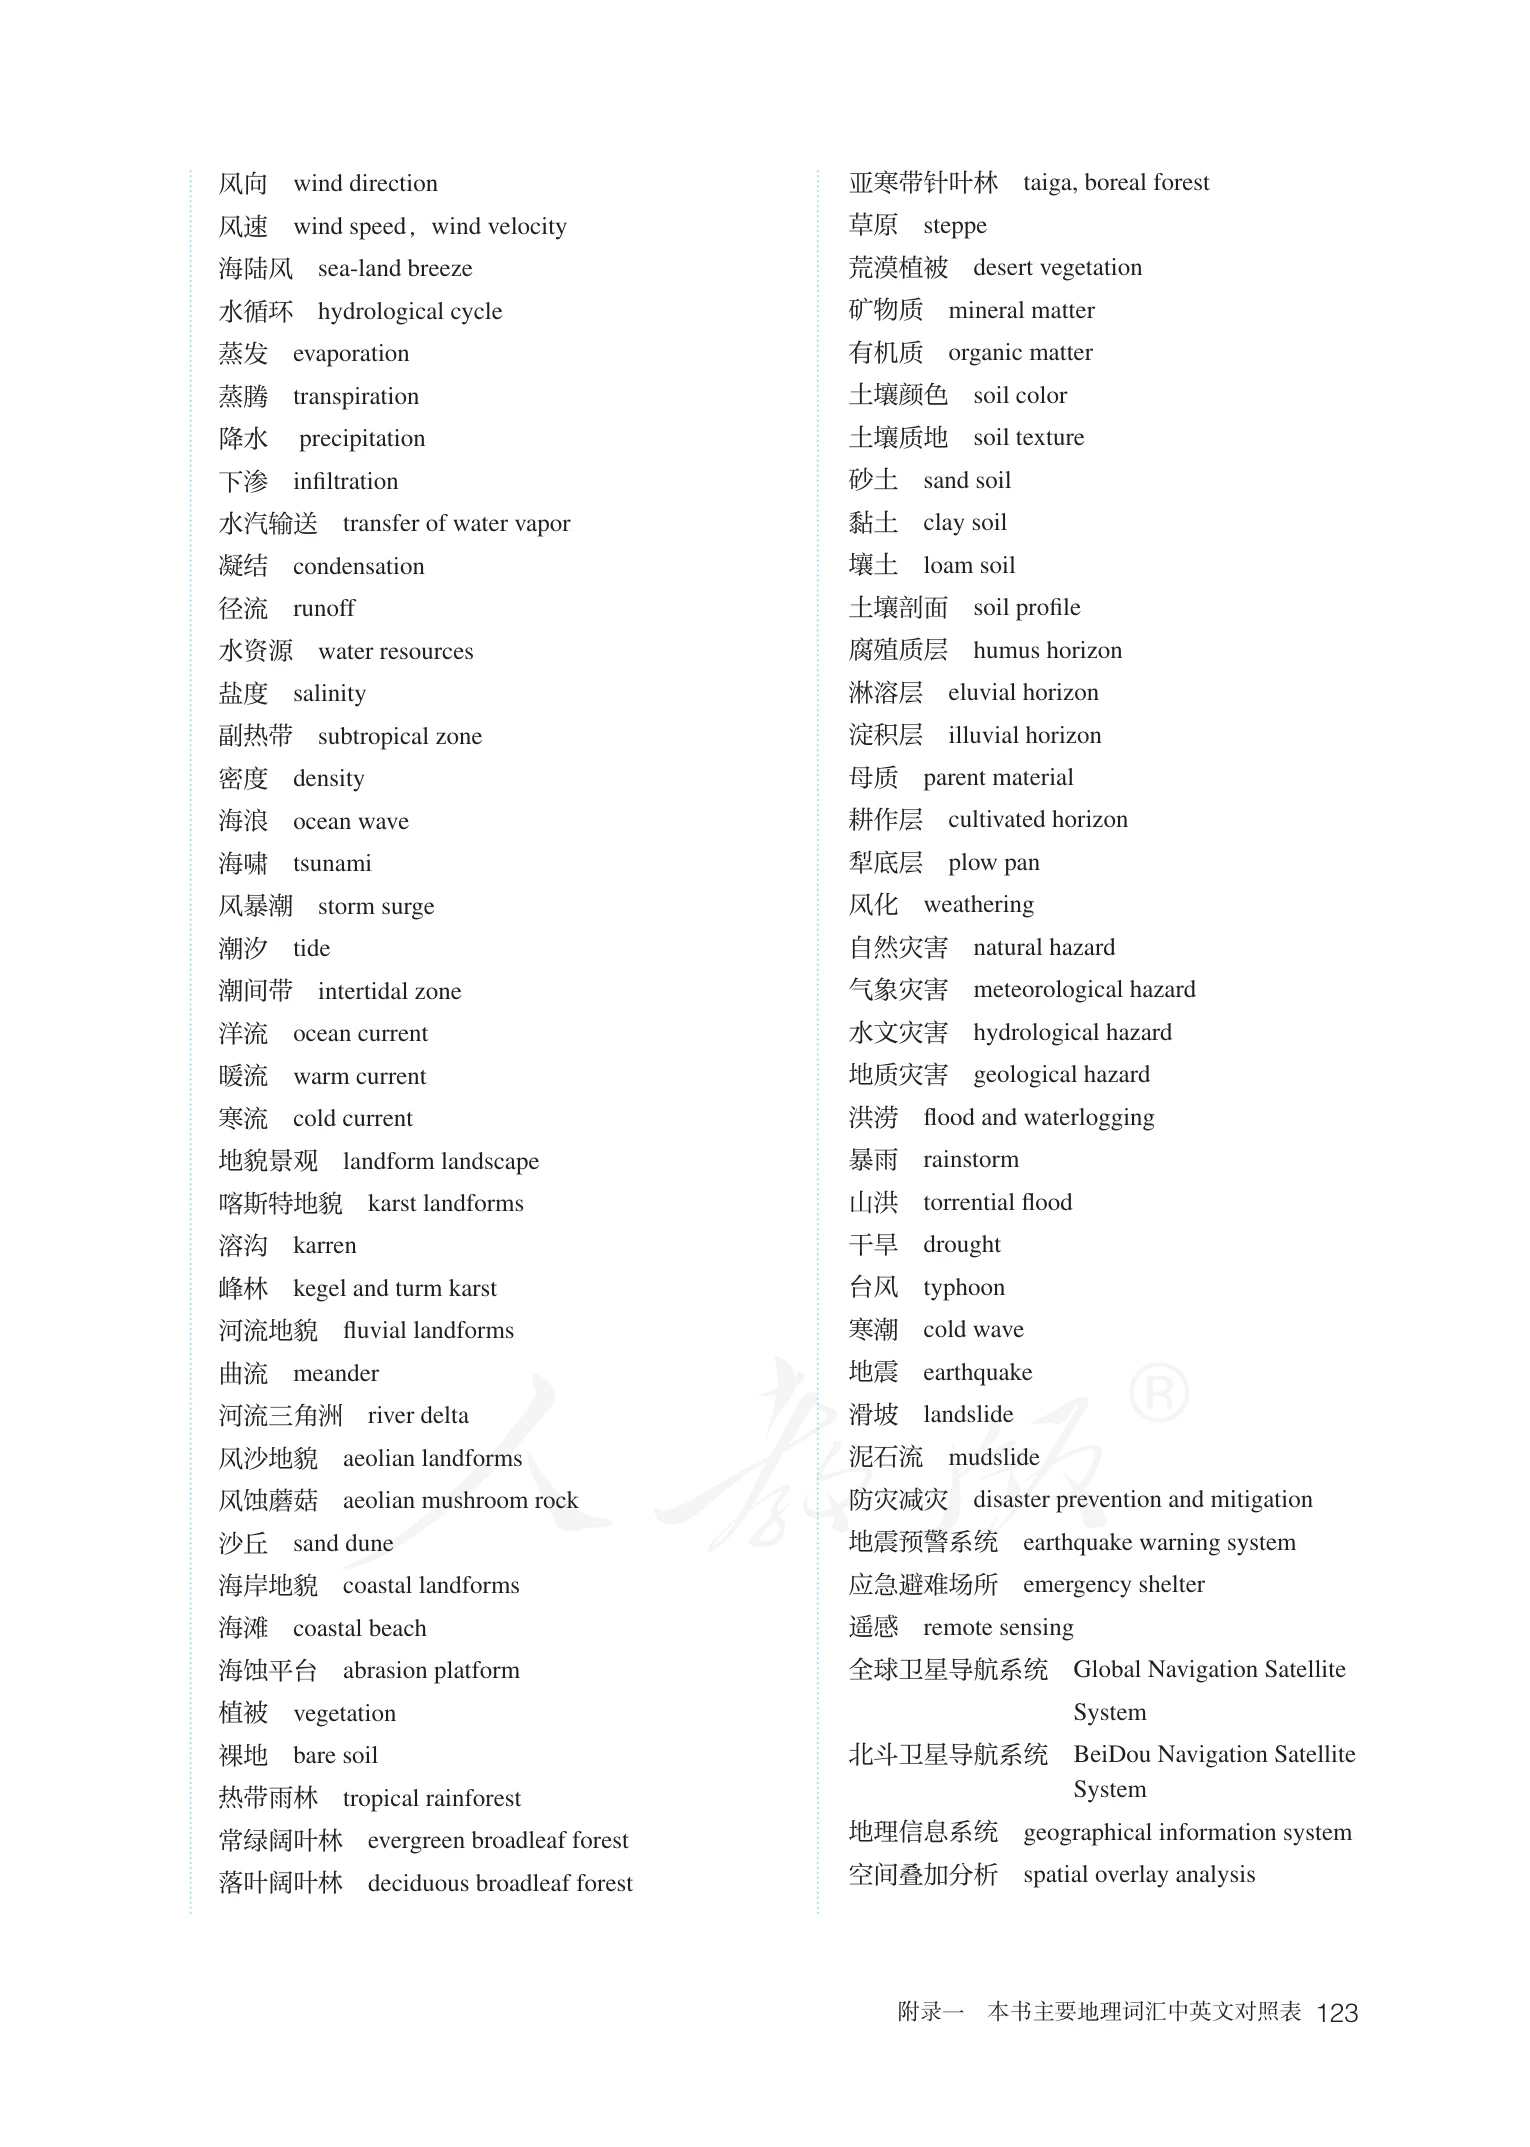 风向 wind direction
风速 wind speed, wind velocity
海陆风 sea-land breeze
水循环 hydrological cycle
蒸发 evaporation
蒸腾 transpiration
降水 precipitation
下渗 infiltration
水汽输送 transfer of water vapor
凝结 condensation
径流 runoff
水资源 water resources
盐度 salinity
副热带 subtropical zone
密度 density
海浪 ocean wave
海啸 tsunami
风暴潮 storm surge
潮汐 tide
潮间带 intertidal zone
洋流 ocean current
暖流 warm current
寒流 cold current
地貌景观 landform landscape
喀斯特地貌 karst landforms
溶沟 karren
峰林 kegel and turm karst
河流地貌 fluvial landforms
曲流 meander
河流三角洲 river delta
风沙地貌 aeolian landforms
风蚀蘑菇 aeolian mushroom rock
沙丘 sand dune
海岸地貌 coastal landforms
海滩 coastal beach
海蚀平台 abrasion platform
植被 vegetation
裸地 bare soil
热带雨林 tropical rainforest
常绿阔叶林 evergreen broadleaf forest
落叶阔叶林 deciduous broadleaf forest
亚寒带针叶林 taiga, boreal forest
草原 steppe
荒漠植被 desert vegetation
矿物质 mineral matter
有机质 organic matter
土壤颜色 soil color
土壤质地 soil texture
砂土 sand soil
黏土 clay soil
壤土 loam soil
土壤剖面 soil profile
腐殖质层 humus horizon
淋溶层 eluvial horizon
淀积层 illuvial horizon
母质 parent material
耕作层 cultivated horizon
犁底层 plow pan
风化 weathering
自然灾害 natural hazard
气象灾害 meteorological hazard
水文灾害 hydrological hazard
地质灾害 geological hazard
洪涝 flood and waterlogging
暴雨 rainstorm
山洪 torrential flood
干旱 drought
台风 typhoon
寒潮 cold wave
地震 earthquake
滑坡 landslide
泥石流 mudslide
防灾减灾 disaster prevention and mitigation
地震预警系统 earthquake warning system
应急避难场所 emergency shelter
遥感 remote sensing
全球卫星导航系统 Global Navigation Satellite
System
北斗卫星导航系统 BeiDou Navigation Satellite
System
地理信息系统 geographical information system
空间叠加分析 spatial overlay analysis
人教版®
附录一 本书主要地理词汇中英文对照表 123